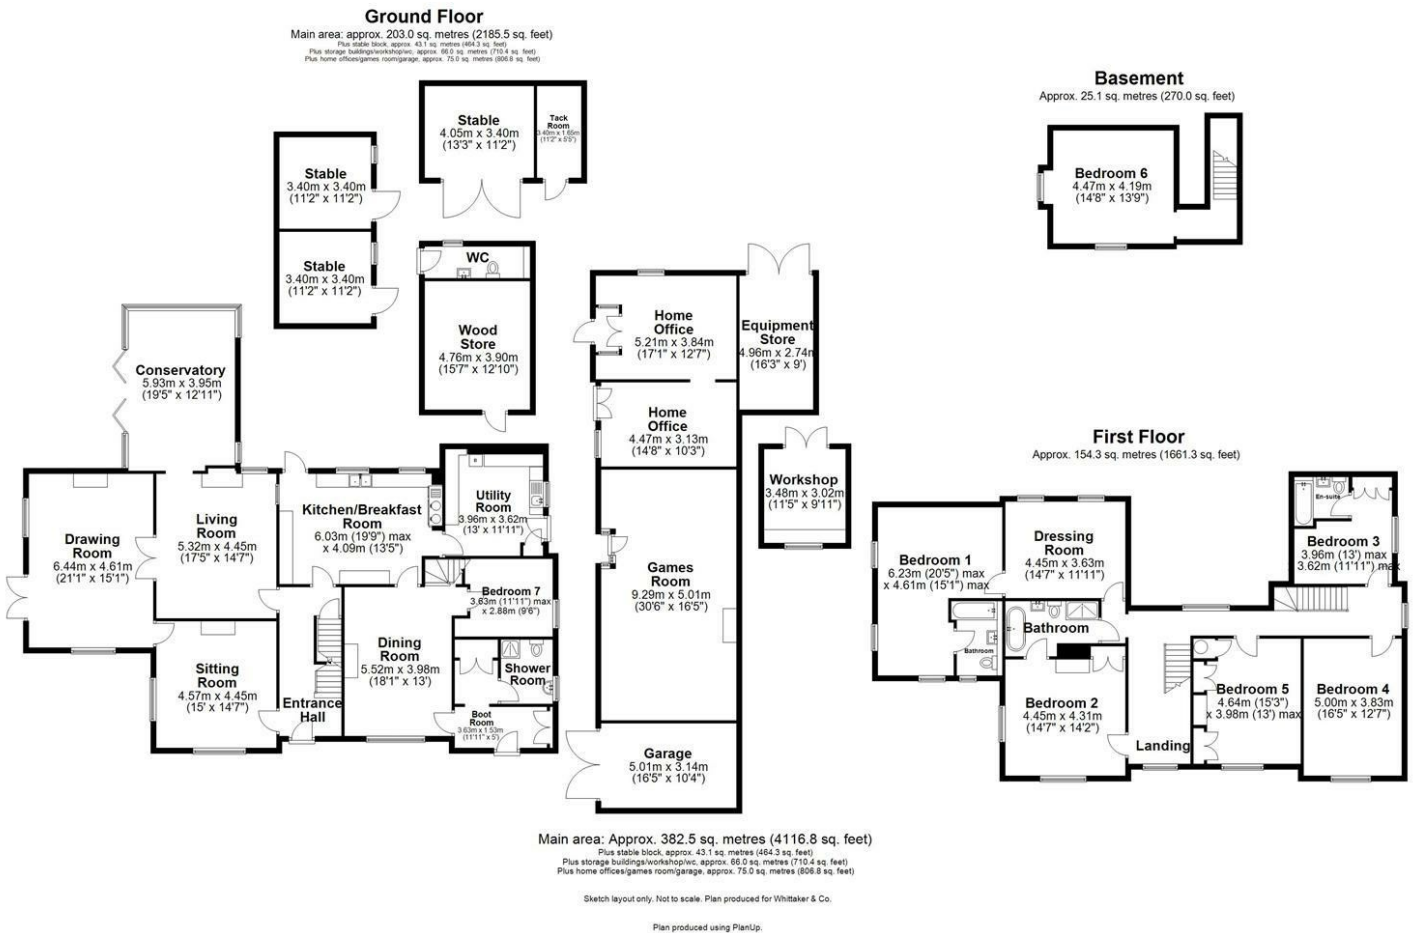 Ground Floor
Main area: approx. 203.0 sq. metres (2185.5 sq. feet)
Plus stable block, approx. 43.1 sq. metres (464.3 sq. feet)
Plus storage buildings/workshop/wc, approx. 66.0 sq. metres (710.4 sq. feet)
Plus home offices/games room/garage, approx. 75.0 sq. metres (806.8 sq. feet)
Stable
4.05m x 3.40m
(13'3" x 11'2")
Tack
Room
3.40m x 1.65m
(11'2" x 5'5")
Stable
3.40m x 3.40m
(11'2" x 11'2")
Stable
3.40m x 3.40m
(11'2" x 11'2")
WC
Wood
Store
4.76m x 3.90m
(15'7" x 12'10")
Home
Office
5.21m x 3.84m
(17'1" x 12'7")
Equipment
Store
4.96m x 2.74m
(16'3" x 9')
Conservatory
5.93m x 3.95m
(19'5" x 12'11")
Home
Office
4.47m x 3.13m
(14'8" x 10'3")
Workshop
3.48m x 3.02m
(11'5" x 9'11")
Drawing
Room
6.44m x 4.61m
(21'1" x 15'1")
Living
Room
5.32m x 4.45m
(17'5" x 14'7")
Kitchen/Breakfast
Room
6.03m (19'9") max
x 4.09m (13'5")
Utility
Room
3.96m x 3.62m
(13' x 11'11")
Games
Room
9.29m x 5.01m
(30'6" x 16'5")
Bedroom 7
3.63m (11'11") max
x 2.88m (9'6")
Sitting
Room
4.57m x 4.45m
(15' x 14'7")
Entrance
Hall
Dining
Room
5.52m x 3.98m
(18'1" x 13')
Shower
Room
Boot
Room
3.63m x 1.53m
(11'11" x 5')
Garage
5.01m x 3.14m
(16'5" x 10'4")
Basement
Approx. 25.1 sq. metres (270.0 sq. feet)
Bedroom 6
4.47m x 4.19m
(14'8" x 13'9")
First Floor
Approx. 154.3 sq. metres (1661.3 sq. feet)
Bedroom 1
6.23m (20'5") max
x 4.61m (15'1") max
Dressing
Room
4.45m x 3.63m
(14'7" x 11'11")
En-suite
Bedroom 3
3.96m (13') max
3.62m (11'11") max x
Bathroom
Bathroom
Bedroom 2
4.45m x 4.31m
(14'7" x 14'2")
Landing
Bedroom 5
4.64m (15'3")
x 3.98m (13') max
Bedroom 4
5.00m x 3.83m
(16'5" x 12'7")
Main area: Approx. 382.5 sq. metres (4116.8 sq. feet)
Plus stable block, approx. 43.1 sq. metres (464.3 sq. feet)
Plus storage buildings/workshop/wc, approx. 66.0 sq. metres (710.4 sq. feet)
Plus home offices/games room/garage, approx. 75.0 sq. metres (806.8 sq. feet)
Sketch layout only. Not to scale. Plan produced for Whittaker & Co.
Plan produced using PlanUp.